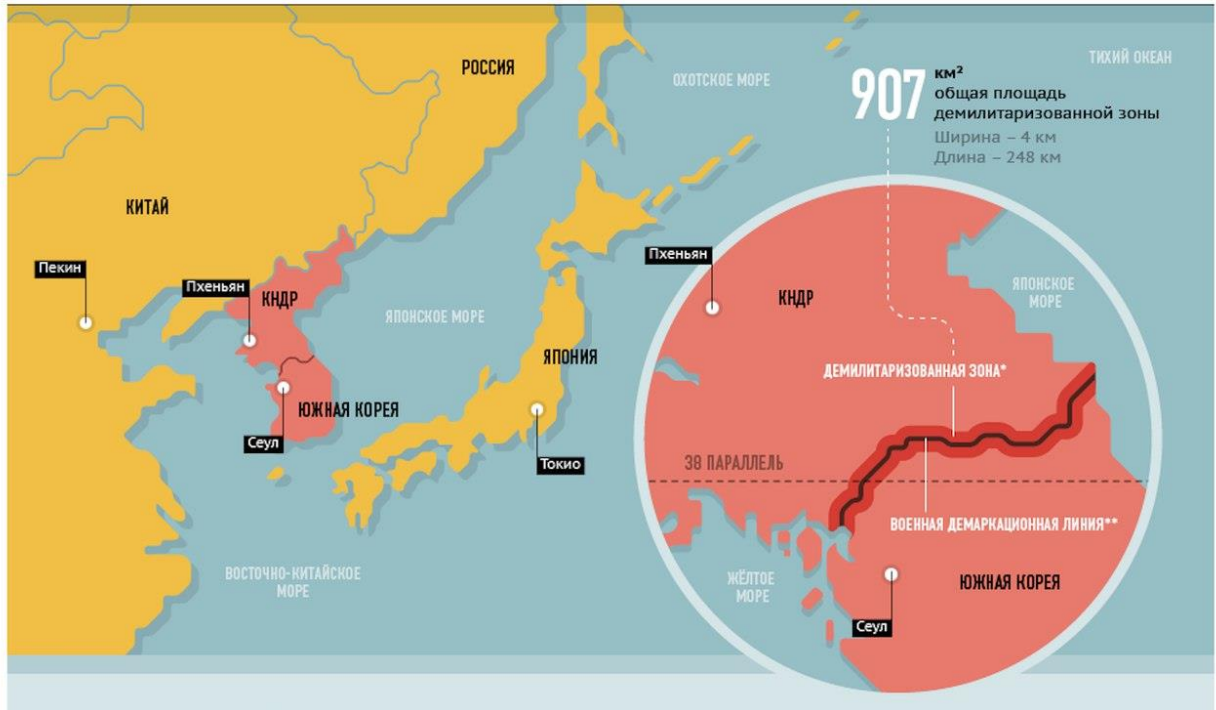 РОССИЯ
ОХОТСКОЕ МОРЕ
ТИХИЙ ОКЕАН
907
км²
общая площадь
демилитаризованной зоны
Ширина – 4 км
Длина – 248 км
КИТАЙ
Пекин
Пхеньян
КНДР
ЯПОНСКОЕ МОРЕ
ЯПОНИЯ
ЮЖНАЯ КОРЕЯ
Сеул
Токио
ВОСТОЧНО-КИТАЙСКОЕ
МОРЕ
Пхеньян
КНДР
ЯПОНСКОЕ
МОРЕ
ДЕМИЛИТАРИЗОВАННАЯ ЗОНА*
38 ПАРАЛЛЕЛЬ
ВОЕННАЯ ДЕМАРКАЦИОННАЯ ЛИНИЯ**
ЖЁЛТОЕ
МОРЕ
ЮЖНАЯ КОРЕЯ
Сеул